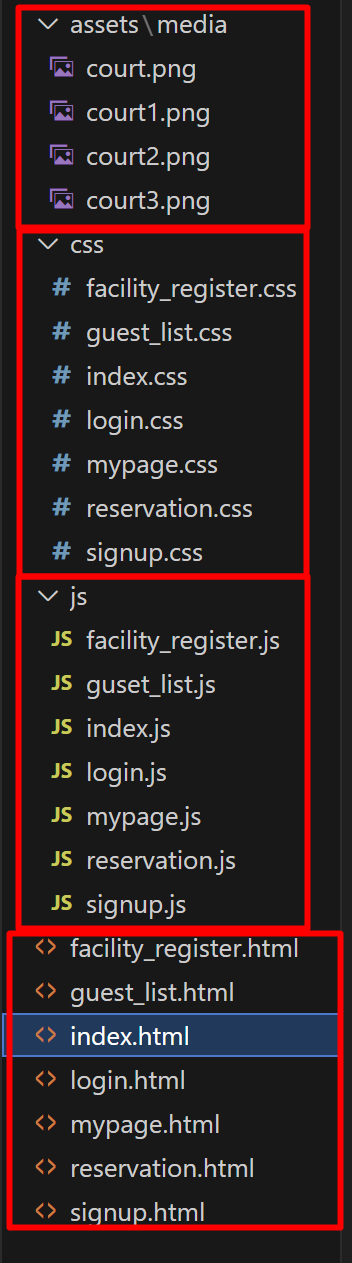 assets\media
court.png
court1.png
court2.png
court3.png
css
# facility_register.css
# guest_list.css
# index.css
# login.css
# mypage.css
# reservation.css
# signup.css
js
JS facility_register.js
JS guset_list.js
JS index.js
JS login.js
JS mypage.js
JS reservation.js
JS signup.js
<> facility_register.html
<> guest_list.html
<> index.html
<> login.html
<> mypage.html
<> reservation.html
<> signup.html